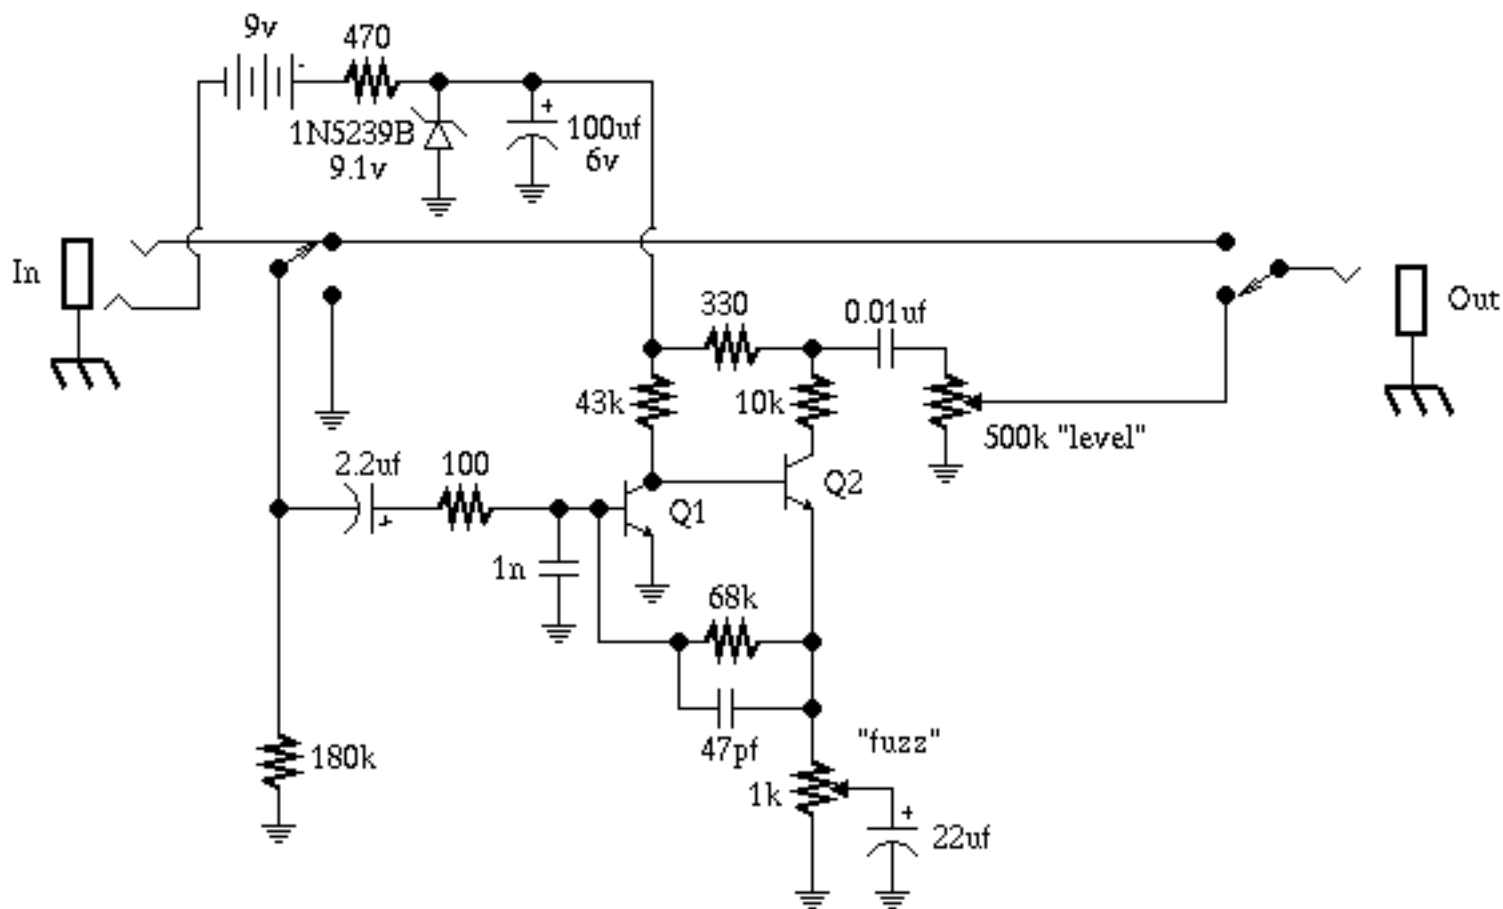 9v
-
470
1N5239B
9.1v
+
100uf
6v
In
Out
330
0.01uf
43k
10k
500k "level"
2.2uf
+
100
Q1
Q2
1n
68k
47pf
"fuzz"
180k
1k
+
22uf